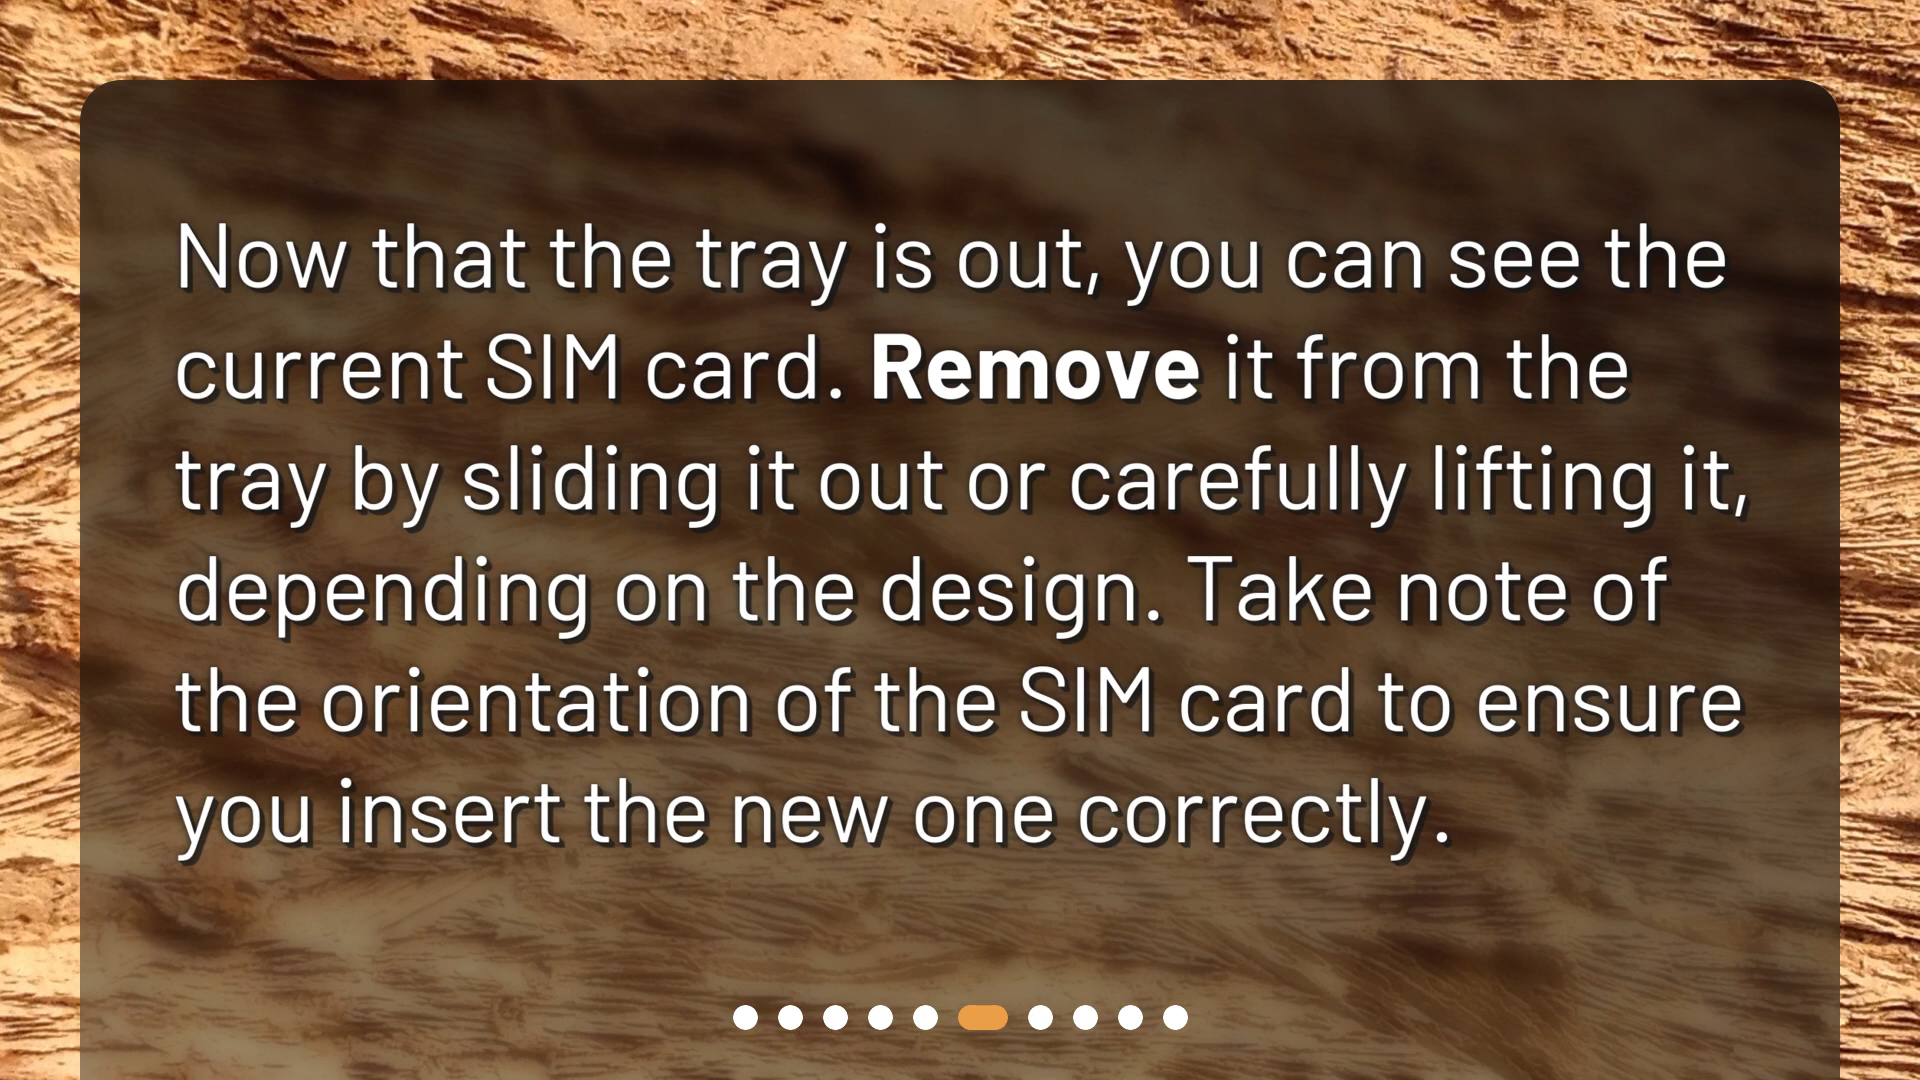 Now that the tray is out, you can see the
current SIM card. Remove it from the
tray by sliding it out or carefully lifting it,
depending on the design. Take note of
the orientation of the SIM card to ensure
you insert the new one correctly.